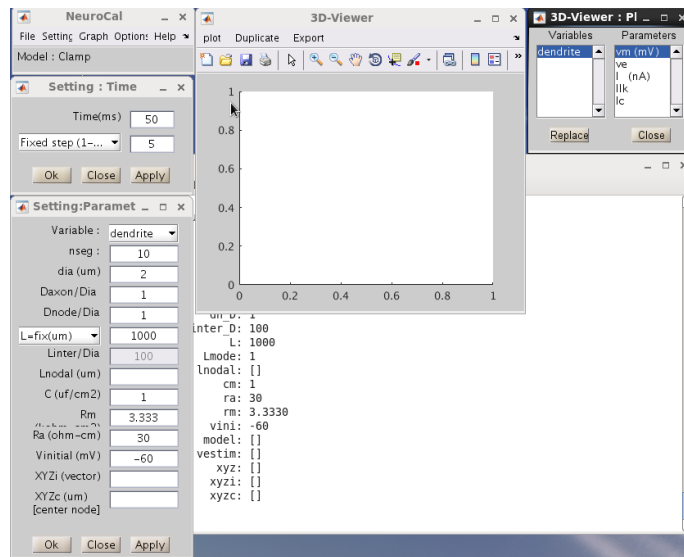 NeuroCal
File Setting Graph Option: Help
Model : Clamp
Setting : Time
Time(ms) 50
Fixed step (1-... 5
Ok Close Apply
Setting:Paramet
Variable : dendrite
nseg : 10
dia (um) 2
Daxon/Dia 1
Dnode/Dia 1
L=fix(um) 1000
Linter/Dia 100
Lnodal (um)
C (uf/cm2) 1
Rm 3.333
Ra (ohm-cm) 30
Vinitial (mV) -60
XYZi (vector)
XYZc (um)
[center node]
Ok Close Apply
3D-Viewer
plot Duplicate Export
1
0.8
0.6
0.4
0.2
0
0 0.2 0.4 0.6 0.8 1
3D-Viewer : Pl
Variables Parameters
dendrite
vm (mV)
ve
I (nA)
Ilk
Ic
Replace Close
inter_D: 100
L: 1000
Lmode: 1
lnodal: []
cm: 1
ra: 30
rm: 3.3330
vini: -60
model: []
vestim: []
xyz: []
xyzi: []
xyzc: []